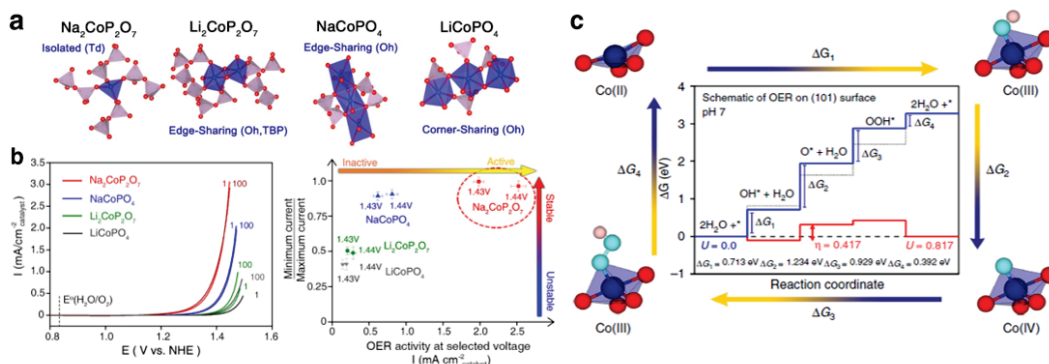 a
Na₂CoP₂O₇
Isolated (Td)
Li₂CoP₂O₇
Edge-Sharing (Oh,TBP)
NaCoPO₄
Edge-Sharing (Oh)
LiCoPO₄
Corner-Sharing (Oh)
b
I (mA/cm⁻²catalyst)
3.5
3.0
2.5
2.0
1.5
1.0
0.5
0.0
Na₂CoP₂O₇
NaCoPO₄
Li₂CoP₂O₇
LiCoPO₄
1 100
1 100
100
1
100
1
E⁰(H₂O/O₂)
0.8 1.0 1.2 1.4 1.6
E ( V vs. NHE)
Inactive
Active
Minimum current
Maximum current
1.0
0.5
0
1.43V 1.44V
NaCoPO₄
1.43V
1.44V
Na₂CoP₂O₇
1.43V
Li₂CoP₂O₇
1.44V
1.44V LiCoPO₄
1.43V
Stable
Unstable
0 0.5 1.0 1.5 2.0 2.5
OER activity at selected voltage
I (mA cm⁻²catalyst)
c
Co(II)
ΔG₁
Co(III)
ΔG₄
ΔG₂
Schematic of OER on (101) surface
pH 7
ΔG (eV)
4
3
2
1
0
−1
2H₂O +*
ΔG₁
OH* + H₂O
ΔG₂
O* + H₂O
ΔG₃
OOH*
2H₂O +*
ΔG₄
U = 0.0
η = 0.417
U = 0.817
ΔG₁ = 0.713 eV ΔG₂ = 1.234 eV ΔG₃ = 0.929 eV ΔG₄ = 0.392 eV
Reaction coordinate
Co(III)
ΔG₃
Co(IV)